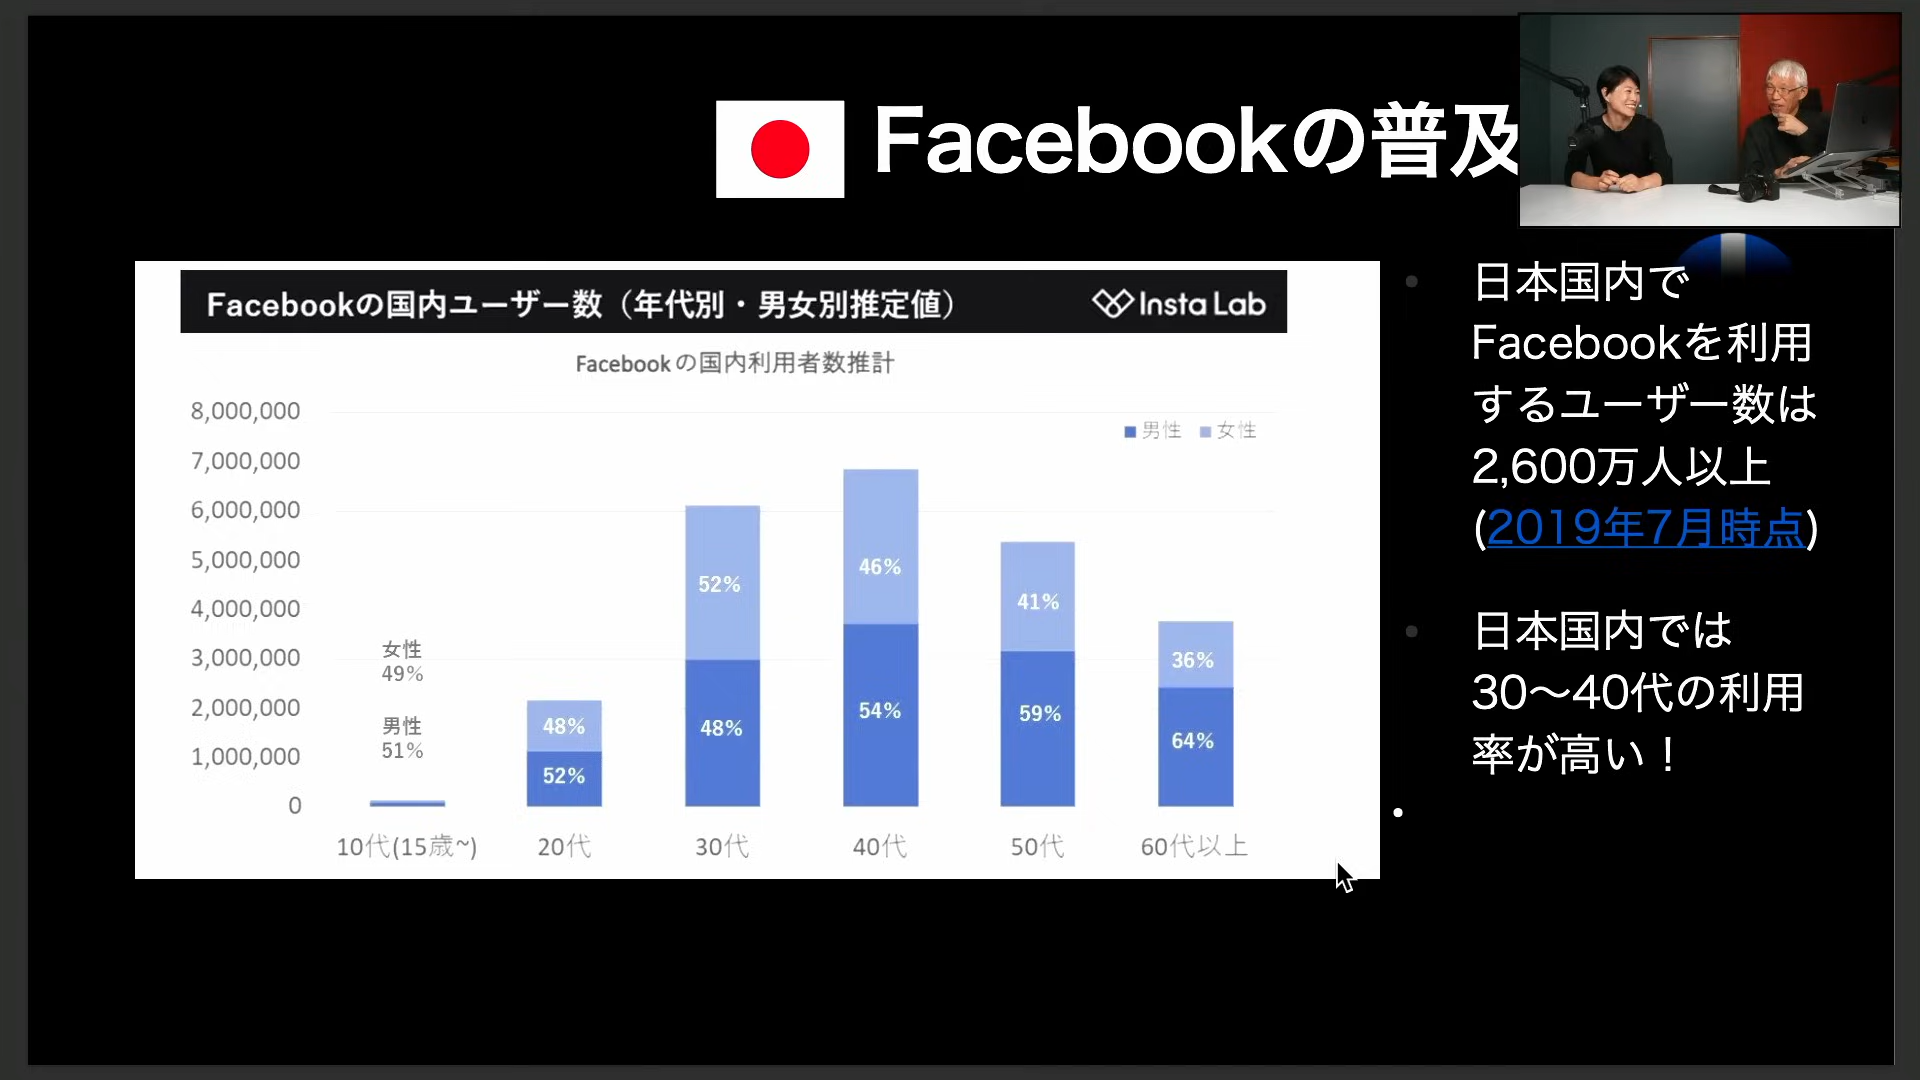 Facebookの普及
Facebookの国内ユーザー数（年代別・男女別推定値）
Insta Lab
Facebookの国内利用者数推計
8,000,000
7,000,000
6,000,000
5,000,000
4,000,000
3,000,000
2,000,000
1,000,000
0
男性 女性
女性
49%
男性
51%
48%
52%
52%
48%
46%
54%
41%
59%
36%
64%
10代(15歳~) 20代 30代 40代 50代 60代以上
日本国内で
Facebookを利用
するユーザー数は
2,600万人以上
(2019年7月時点)
日本国内では
30〜40代の利用
率が高い！